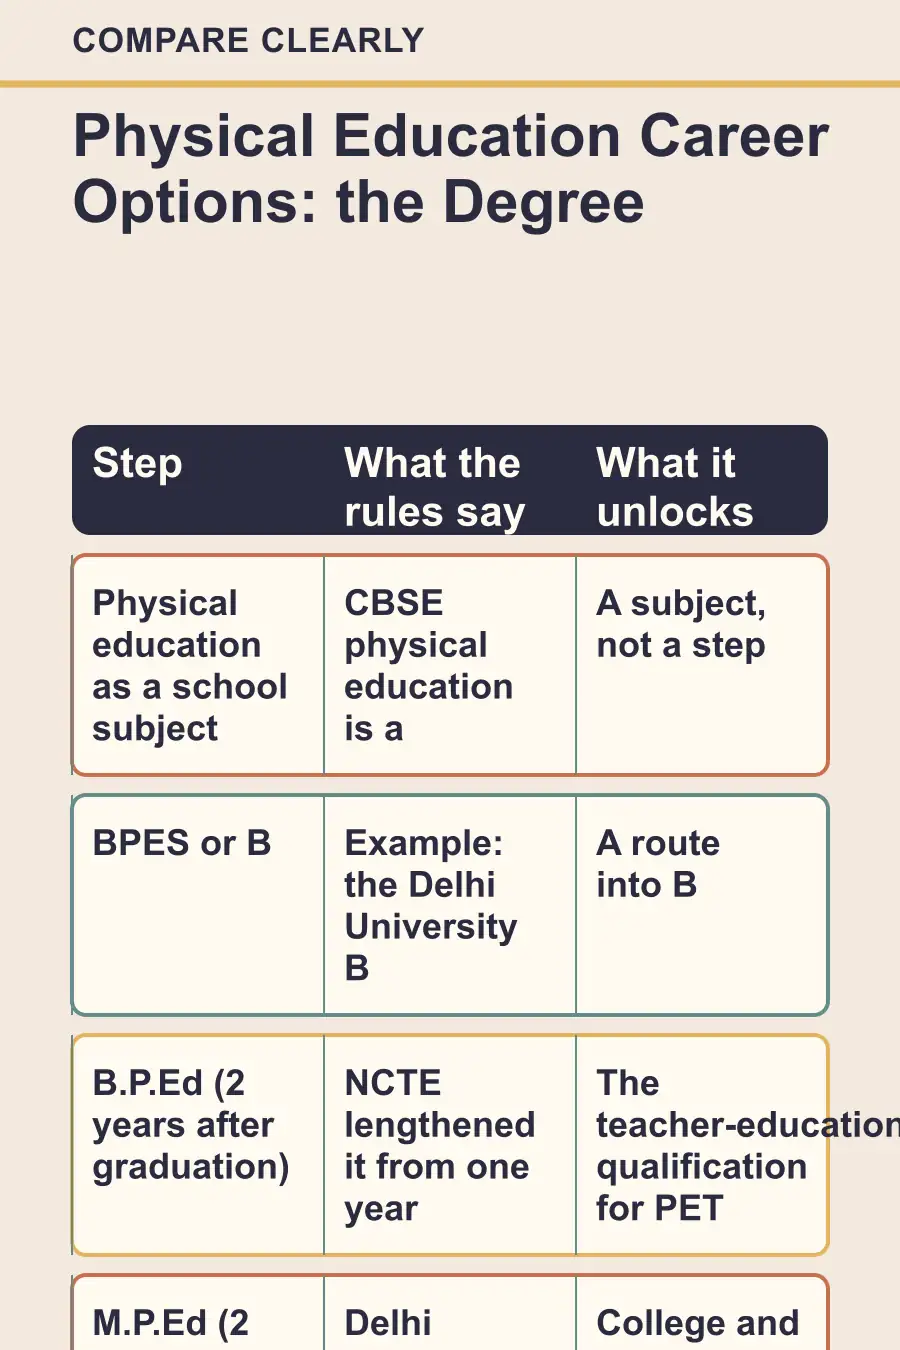 COMPARE CLEARLY
Physical Education Career
Options: the Degree
Step
What the
rules say
What it
unlocks
Physical
education
as a school
subject
CBSE
physical
education
is a
A subject,
not a step
BPES or B
Example:
the Delhi
University
B
A route
into B
B.P.Ed (2
years after
graduation)
NCTE
lengthened
it from one
year
The
teacher-education
qualification
for PET
M.P.Ed (2
Delhi
College and